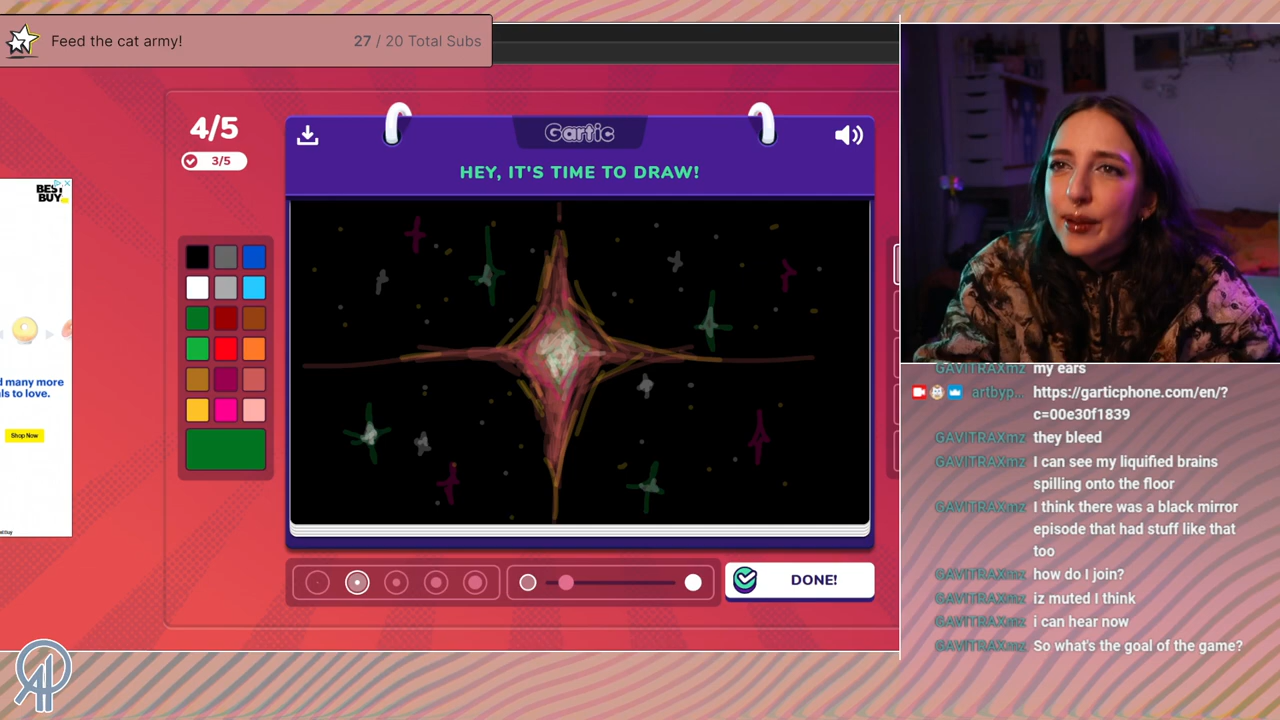 Feed the cat army!
27 / 20 Total Subs
4/5
3/5
Gartic
HEY, IT'S TIME TO DRAW!
BEST
BUY
d many more
ls to love.
Shop Now
DONE!
GAVITRAXmz my ears
artbyp... https://garticphone.com/en/?
c=00e30f1839
GAVITRAXmz they bleed
GAVITRAXmz I can see my liquified brains
spilling onto the floor
GAVITRAXmz I think there was a black mirror
episode that had stuff like that
too
GAVITRAXmz how do I join?
GAVITRAXmz iz muted I think
GAVITRAXmz i can hear now
GAVITRAXmz So what's the goal of the game?